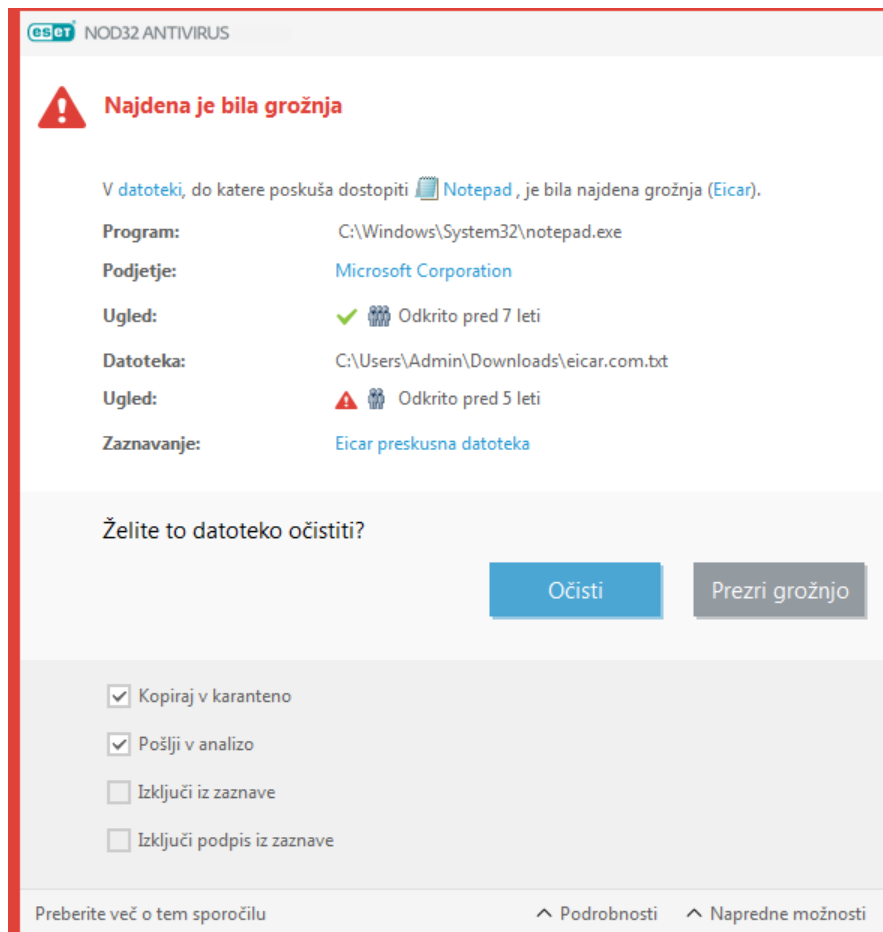 eset NOD32 ANTIVIRUS
Najdena je bila grožnja
V datoteki, do katere poskuša dostopiti Notepad , je bila najdena grožnja (Eicar).
Program: C:\Windows\System32\notepad.exe
Podjetje: Microsoft Corporation
Ugled: Odkrito pred 7 leti
Datoteka: C:\Users\Admin\Downloads\eicar.com.txt
Ugled: Odkrito pred 5 leti
Zaznavanje: Eicar preskusna datoteka
Želite to datoteko očistiti?
Očisti Prezri grožnjo
Kopiraj v karanteno
Pošlji v analizo
Izključi iz zaznave
Izključi podpis iz zaznave
Preberite več o tem sporočilu Podrobnosti Napredne možnosti